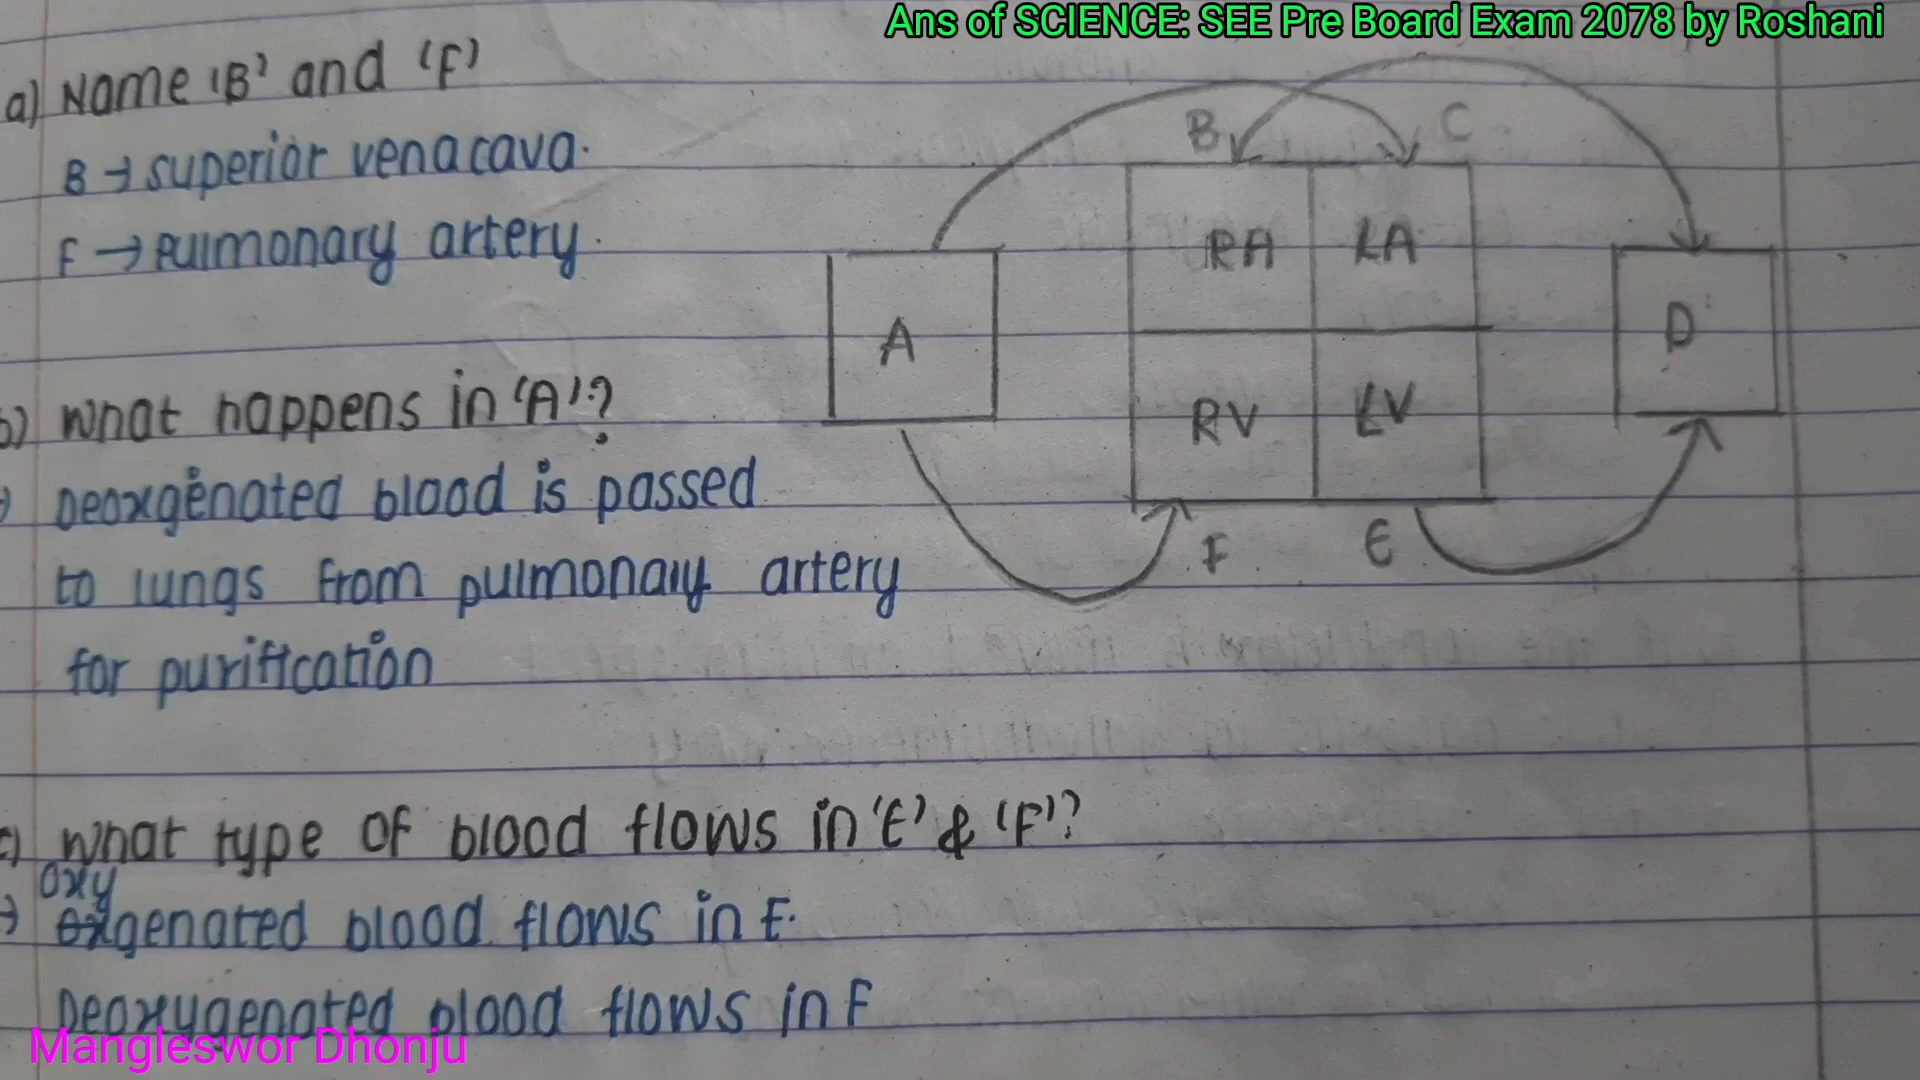 Ans of SCIENCE: SEE Pre Board Exam 2078 by Roshani
a) Name 'B' and 'F'
B → superior venacava.
F → pulmonary artery.
b) What happens in 'A'?
→ Deoxgenated blood is passed
to lungs from pulmonary artery
for purification
c) What type of blood flows in 'E' & 'F'?
oxy
→ genated blood flows in E.
Deoxygenated blood flows in F
B C
RA LA
A D
RV LV
F E
Mangleswor Dhonju